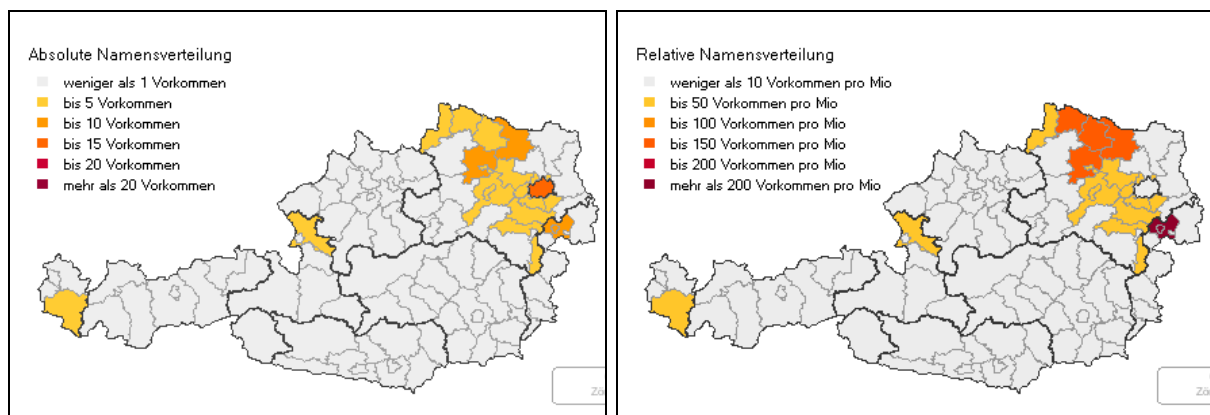 Absolute Namensverteilung
weniger als 1 Vorkommen
bis 5 Vorkommen
bis 10 Vorkommen
bis 15 Vorkommen
bis 20 Vorkommen
mehr als 20 Vorkommen
Relative Namensverteilung
weniger als 10 Vorkommen pro Mio
bis 50 Vorkommen pro Mio
bis 100 Vorkommen pro Mio
bis 150 Vorkommen pro Mio
bis 200 Vorkommen pro Mio
mehr als 200 Vorkommen pro Mio